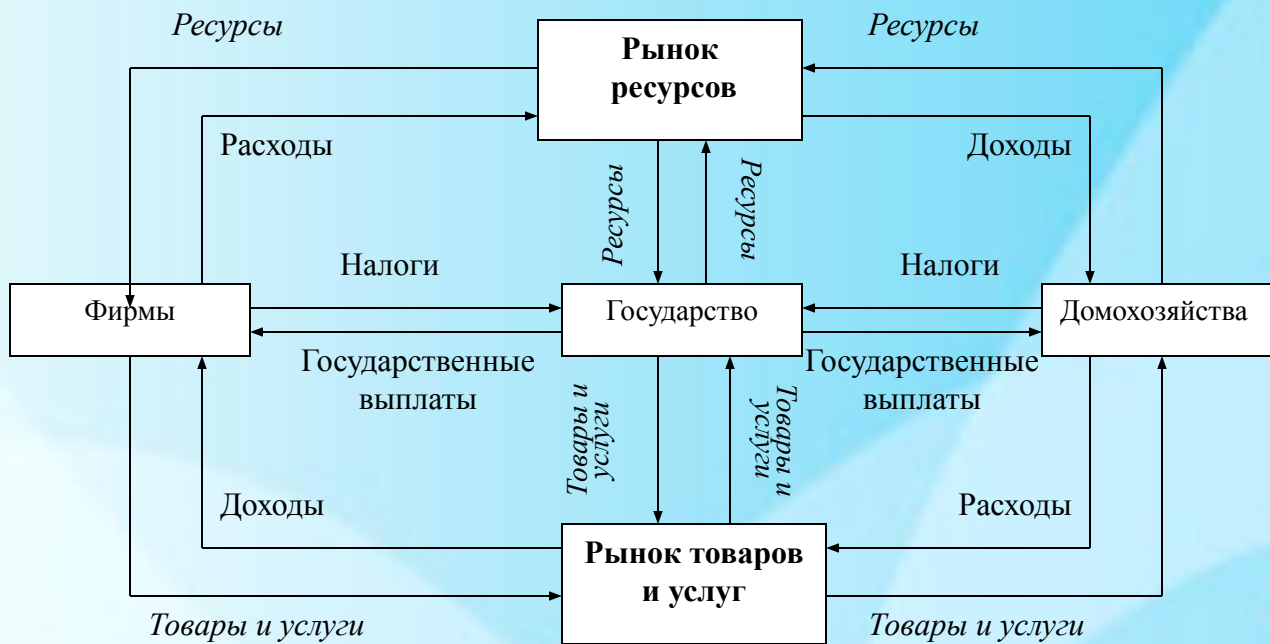 Ресурсы
Рынок
ресурсов
Ресурсы
Расходы
Доходы
Ресурсы
Ресурсы
Налоги
Налоги
Фирмы
Государство
Домохозяйства
Государственные
выплаты
Государственные
выплаты
Товары и
услуги
Товары и
услуги
Доходы
Расходы
Рынок товаров
и услуг
Товары и услуги
Товары и услуги